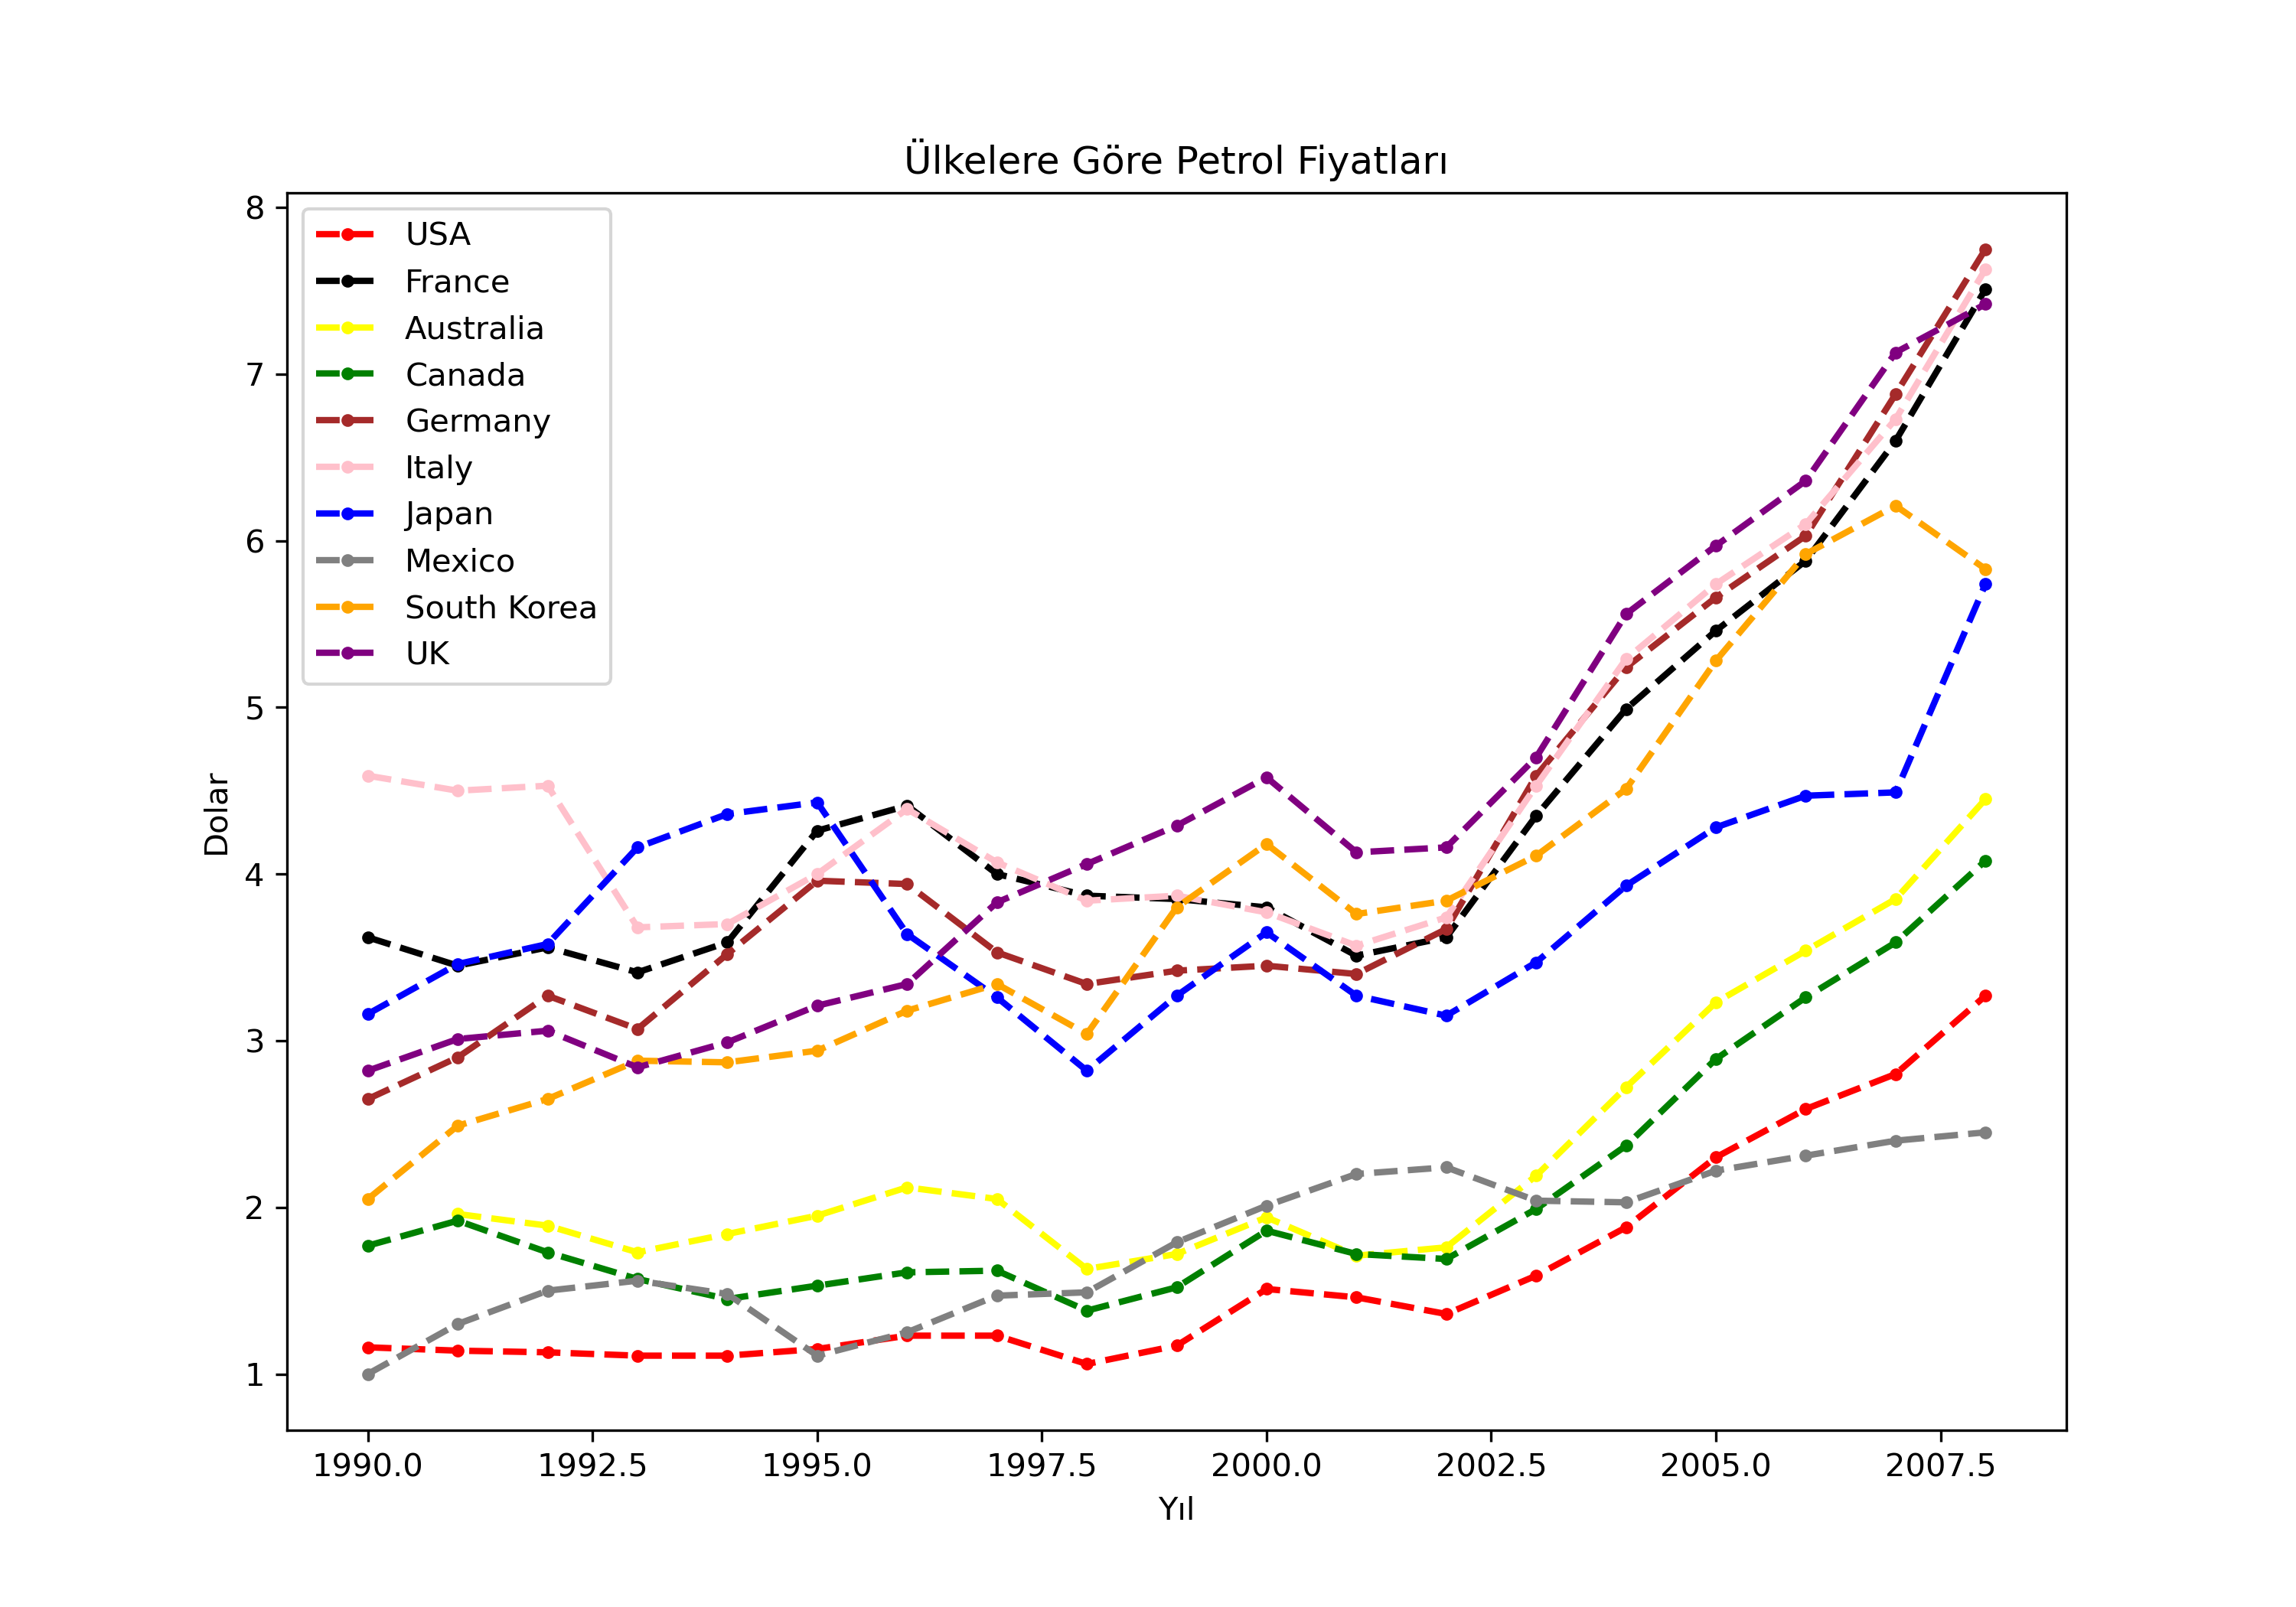 Ülkelere Göre Petrol Fiyatları
8
7
6
5
4
3
2
1
Dolar
USA
France
Australia
Canada
Germany
Italy
Japan
Mexico
South Korea
UK
1990.0 1992.5 1995.0 1997.5 2000.0 2002.5 2005.0 2007.5
Yıl